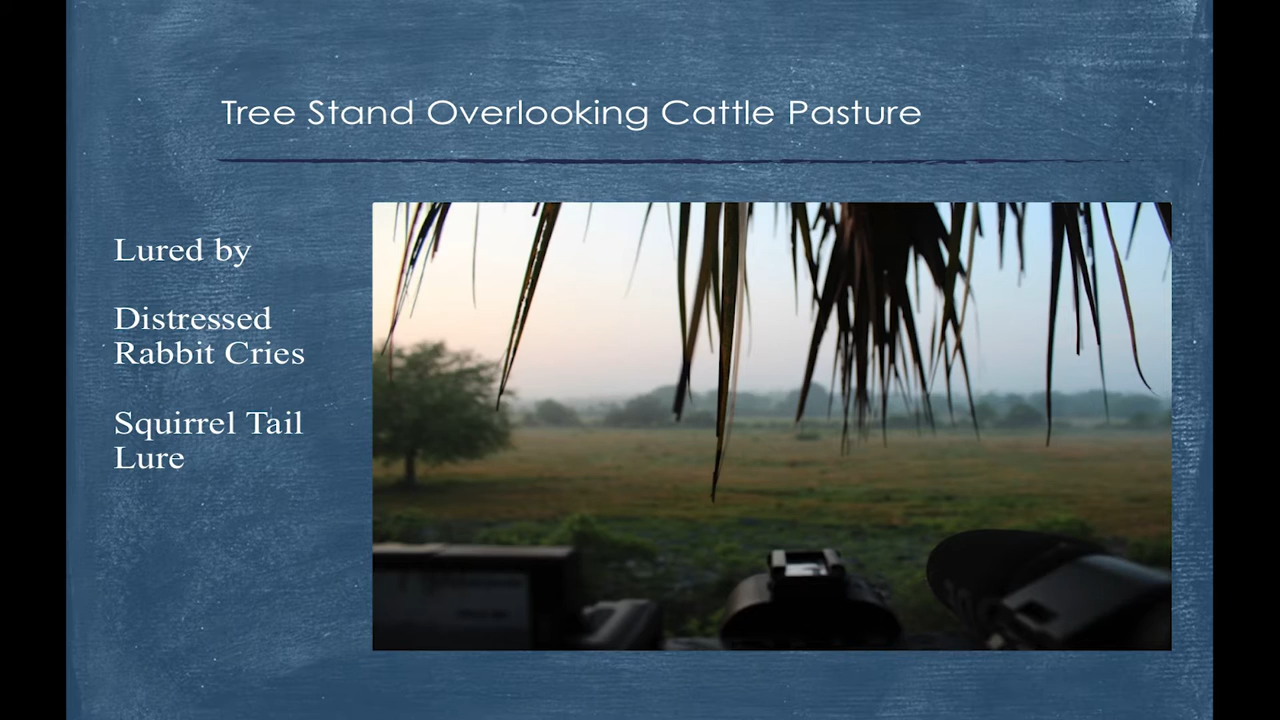 Tree Stand Overlooking Cattle Pasture
Lured by
Distressed
Rabbit Cries
Squirrel Tail
Lure